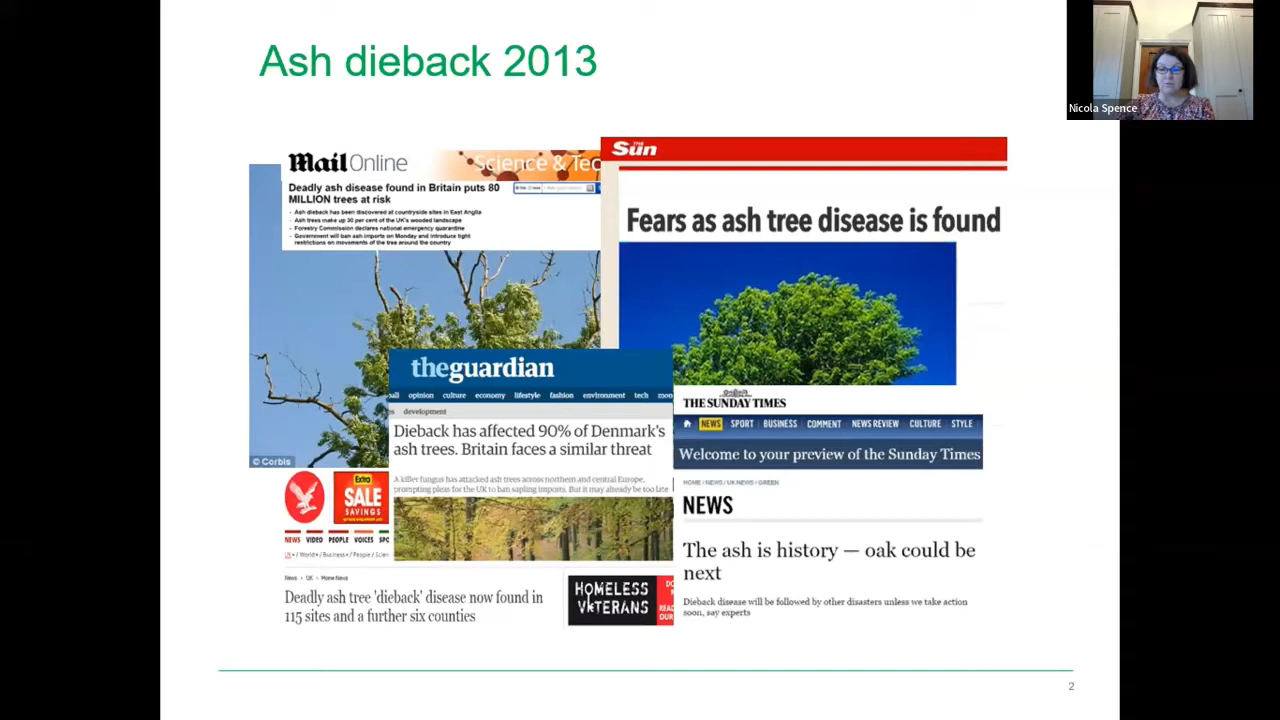 Ash dieback 2013
Nicola Spence
Mail Online
Science & Tec
Deadly ash disease found in Britain puts 80
MILLION trees at risk
Ash dieback has been discovered at countryside sites in East Anglia
Ash trees make up 30 per cent of the UK's wooded landscape
Forestry Commission declares national emergency quarantine
Government will ban ash imports on Monday and introduce tight
restrictions on movements of the tree around the country
© Corbis
THE Sun
Fears as ash tree disease is found
theguardian
opinion culture economy lifestyle fashion environment tech
development
Dieback has affected 90% of Denmark's
ash trees. Britain faces a similar threat
A killer fungus has attacked ash trees across northern and central Europe,
prompting pleas for the UK to ban sapling imports. But it may already be too late
THE SUNDAY TIMES
NEWS SPORT BUSINESS COMMENT NEWS REVIEW CULTURE STYLE
Welcome to your preview of the Sunday Times
HOME / NEWS / UK NEWS / GREEN
NEWS
The ash is history — oak could be
next
Dieback disease will be followed by other disasters unless we take action
soon, say experts
Extra
SALE
SAVINGS
NEWS VIDEO PEOPLE VOICES SPO
UK / World / Business / People / Scien
News UK Home News
Deadly ash tree 'dieback' disease now found in
115 sites and a further six counties
HOMELESS
VETERANS
2